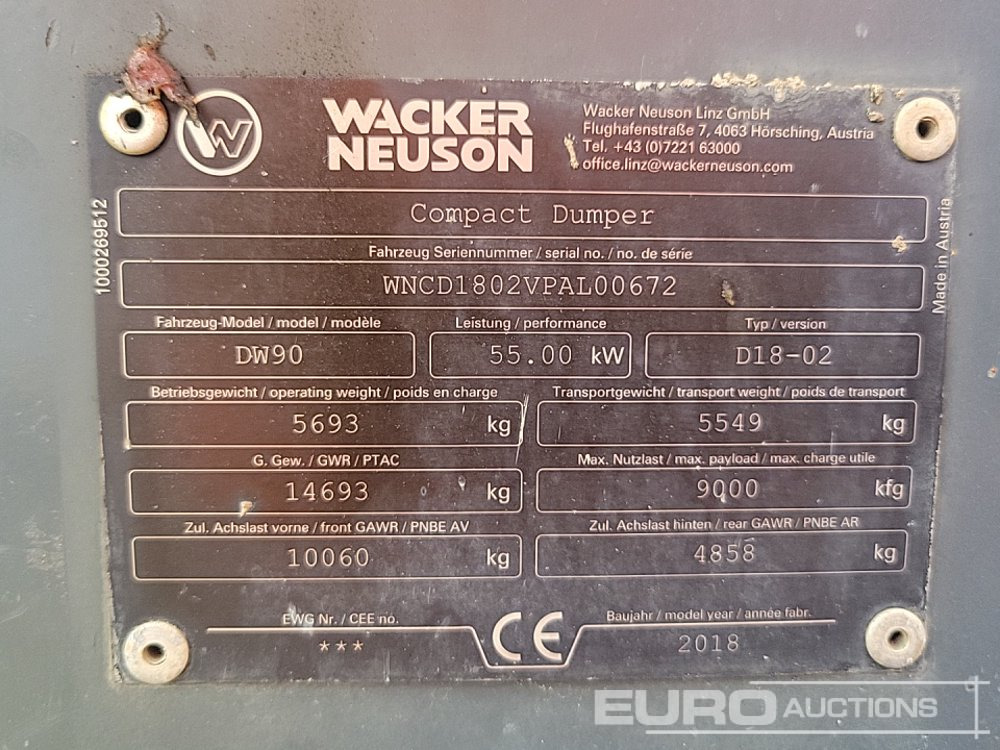 W
WACKER
NEUSON
Wacker Neuson Linz GmbH
Flughafenstraße 7, 4063 Hörsching, Austria
Tel. +43 (0)7221 63000
office.linz@wackerneuson.com
1000269512
Made in Austria
Compact Dumper
Fahrzeug Seriennummer / serial no. / no. de série
WNCD1802VPAL00672
Fahrzeug-Model / model / modèle
DW90
Leistung / performance
55.00 kW
Typ / version
D18-02
Betriebsgewicht / operating weight / poids en charge
5693 kg
Transportgewicht / transport weight / poids de transport
5549 kg
G. Gew. / GWR / PTAC
14693 kg
Max. Nutzlast / max. payload / max. charge utile
9000 kfg
Zul. Achslast vorne / front GAWR / PNBE AV
10060 kg
Zul. Achslast hinten / rear GAWR / PNBE AR
4858 kg
EWG Nr. / CEE no.
***
CE
Baujahr / model year / année fabr.
2018
EURO AUCTIONS